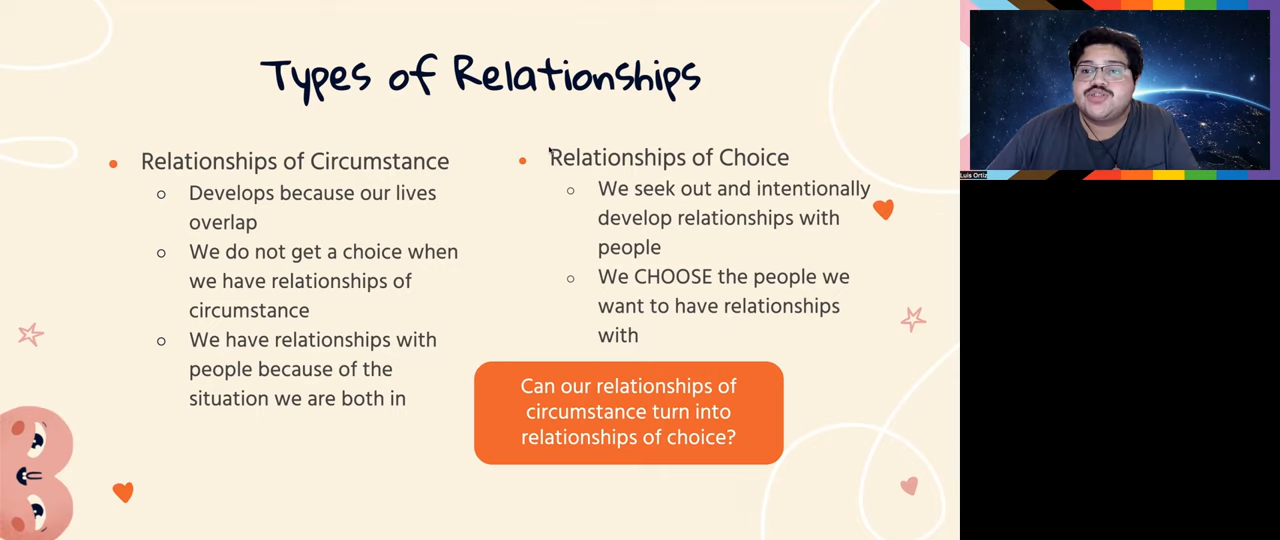 Types of Relationships
Relationships of Circumstance
Develops because our lives
overlap
We do not get a choice when
we have relationships of
circumstance
We have relationships with
people because of the
situation we are both in
Relationships of Choice
We seek out and intentionally
develop relationships with
people
We CHOOSE the people we
want to have relationships
with
Can our relationships of
circumstance turn into
relationships of choice?
Luis Ortiz